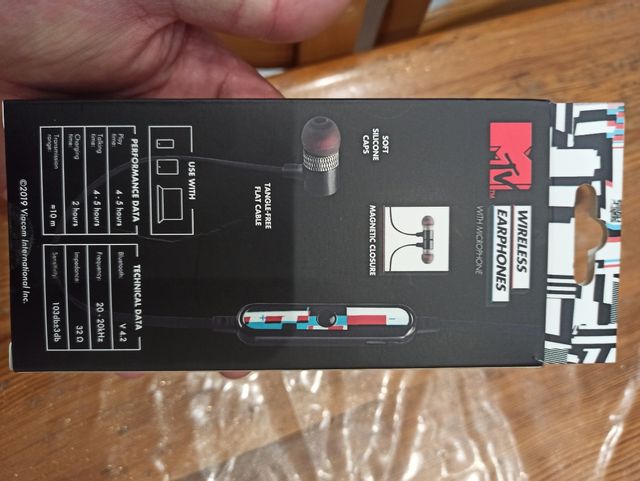 MTV™
WIRELESS
EARPHONES
WITH MICROPHONE
SOFT
SILICONE
CAPS
MAGNETIC CLOSURE
TANGLE-FREE
FLAT CABLE
USE WITH
PERFORMANCE DATA
Play time: 4 - 5 hours
Talking time: 4 - 5 hours
Charging time: 2 hours
Transmission range: ≈10 m
TECHNICAL DATA
Bluetooth: V 4.2
Frequency: 20 - 20kHz
Impedance: 32 Ω
Sensitivity: 103db±3db
©2019 Viacom International Inc.